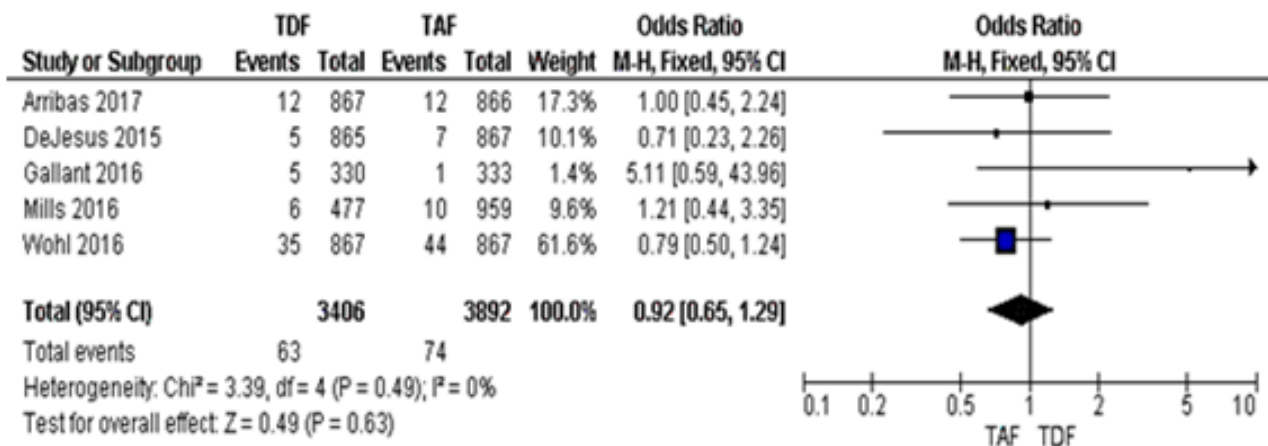 TDF TAF Odds Ratio Odds Ratio
Study or Subgroup Events Total Events Total Weight M-H, Fixed, 95% CI M-H, Fixed, 95% CI
Arribas 2017 12 867 12 866 17.3% 1.00 [0.45, 2.24]
DeJesus 2015 5 865 7 867 10.1% 0.71 [0.23, 2.26]
Gallant 2016 5 330 1 333 1.4% 5.11 [0.59, 43.96]
Mills 2016 6 477 10 959 9.6% 1.21 [0.44, 3.35]
Wohl 2016 35 867 44 867 61.6% 0.79 [0.50, 1.24]
Total (95% CI) 3406 3892 100.0% 0.92 [0.65, 1.29]
Total events 63 74
Heterogeneity: Chi² = 3.39, df = 4 (P = 0.49); I² = 0%
Test for overall effect: Z = 0.49 (P = 0.63)
0.1 0.2 0.5 1 2 5 10
TAF TDF